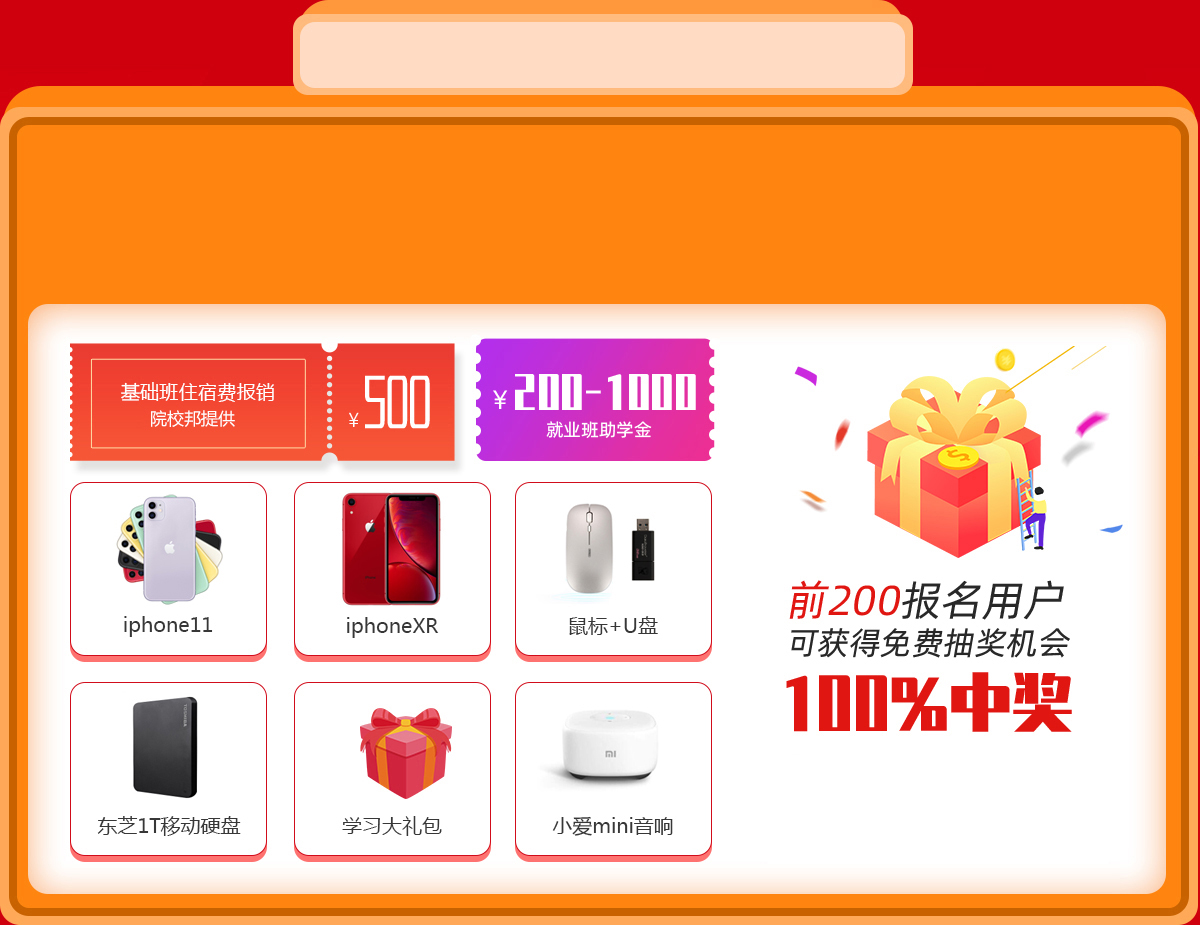 基础班住宿费报销
院校邦提供
¥500
¥200-1000
就业班助学金
iphone11
iphoneXR
鼠标+U盘
前200报名用户
可获得免费抽奖机会
100%中奖
TOSHIBA
东芝1T移动硬盘
学习大礼包
MI
小爱mini音响